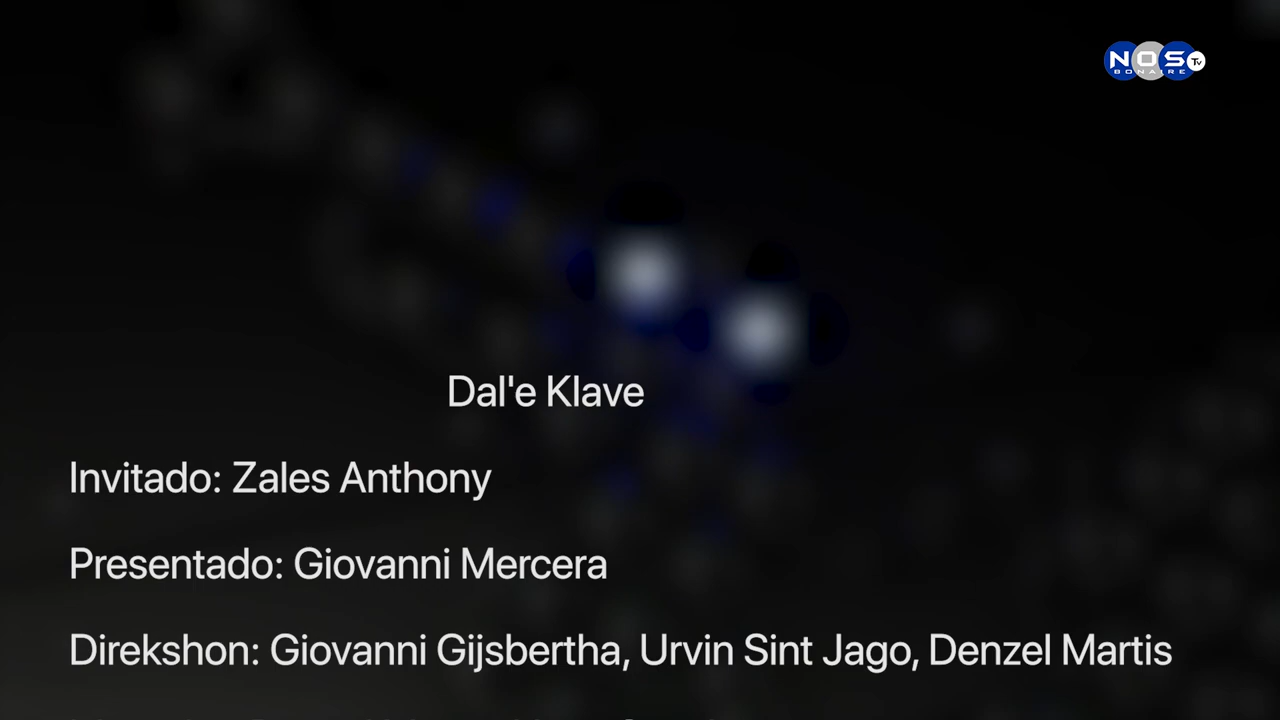 NOS Tv
BONAIRE
Dal'e Klave
Invitado: Zales Anthony
Presentado: Giovanni Mercera
Direkshon: Giovanni Gijsbertha, Urvin Sint Jago, Denzel Martis